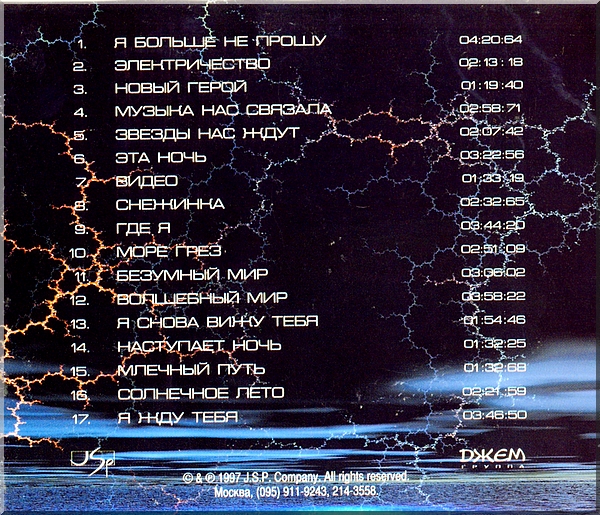 1. Я БОЛЬШЕ НЕ ПРОШУ 04:20:64
2. ЭЛЕКТРИЧЕСТВО 02:13:18
3. НОВЫЙ ГЕРОЙ 01:19:40
4. МУЗЫКА НАС СВЯЗАЛА 02:58:71
5. ЗВЕЗДЫ НАС ЖДУТ 02:07:42
6. ЭТА НОЧЬ 03:22:56
7. ВИДЕО 01:33:19
8. СНЕЖИНКА 02:32:65
9. ГДЕ Я 03:44:20
10. МОРЕ ГРЕЗ 02:51:09
11. БЕЗУМНЫЙ МИР 03:06:02
12. ВОЛШЕБНЫЙ МИР 03:58:22
13. Я СНОВА ВИЖУ ТЕБЯ 01:54:46
14. НАСТУПАЕТ НОЧЬ 01:32:25
15. МЛЕЧНЫЙ ПУТЬ 01:32:68
16. СОЛНЕЧНОЕ ЛЕТО 02:21:59
17. Я ЖДУ ТЕБЯ 03:46:50
JSP ДЖЕМ
ГРУППА
© & ℗ 1997 J.S.P. Company. All rights reserved.
Москва, (095) 911-9243, 214-3558.